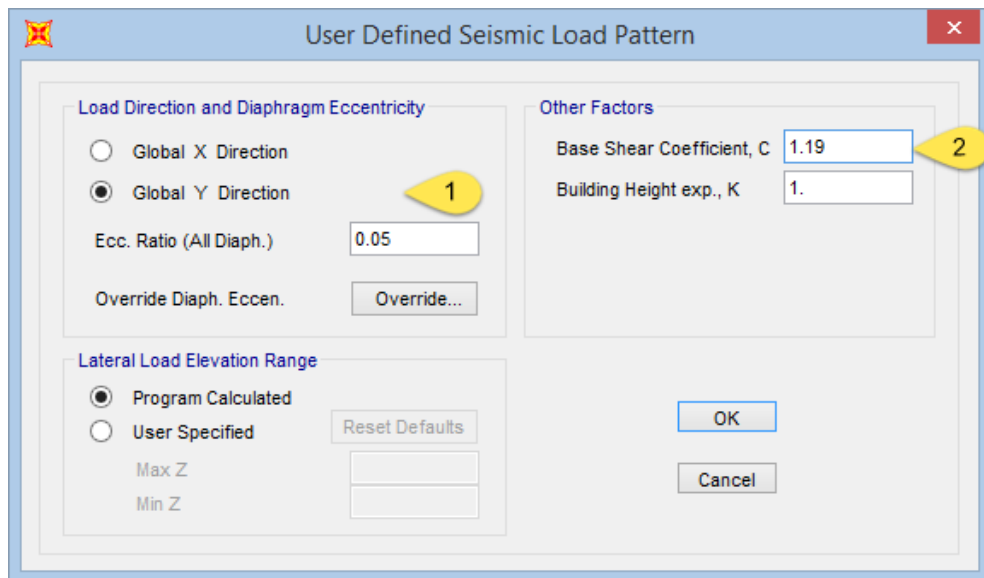 User Defined Seismic Load Pattern
Load Direction and Diaphragm Eccentricity
Global X Direction
Global Y Direction
1
Ecc. Ratio (All Diaph.) 0.05
Override Diaph. Eccen. Override...
Other Factors
Base Shear Coefficient, C 1.19
2
Building Height exp., K 1.
Lateral Load Elevation Range
Program Calculated
User Specified Reset Defaults
Max Z
Min Z
OK
Cancel